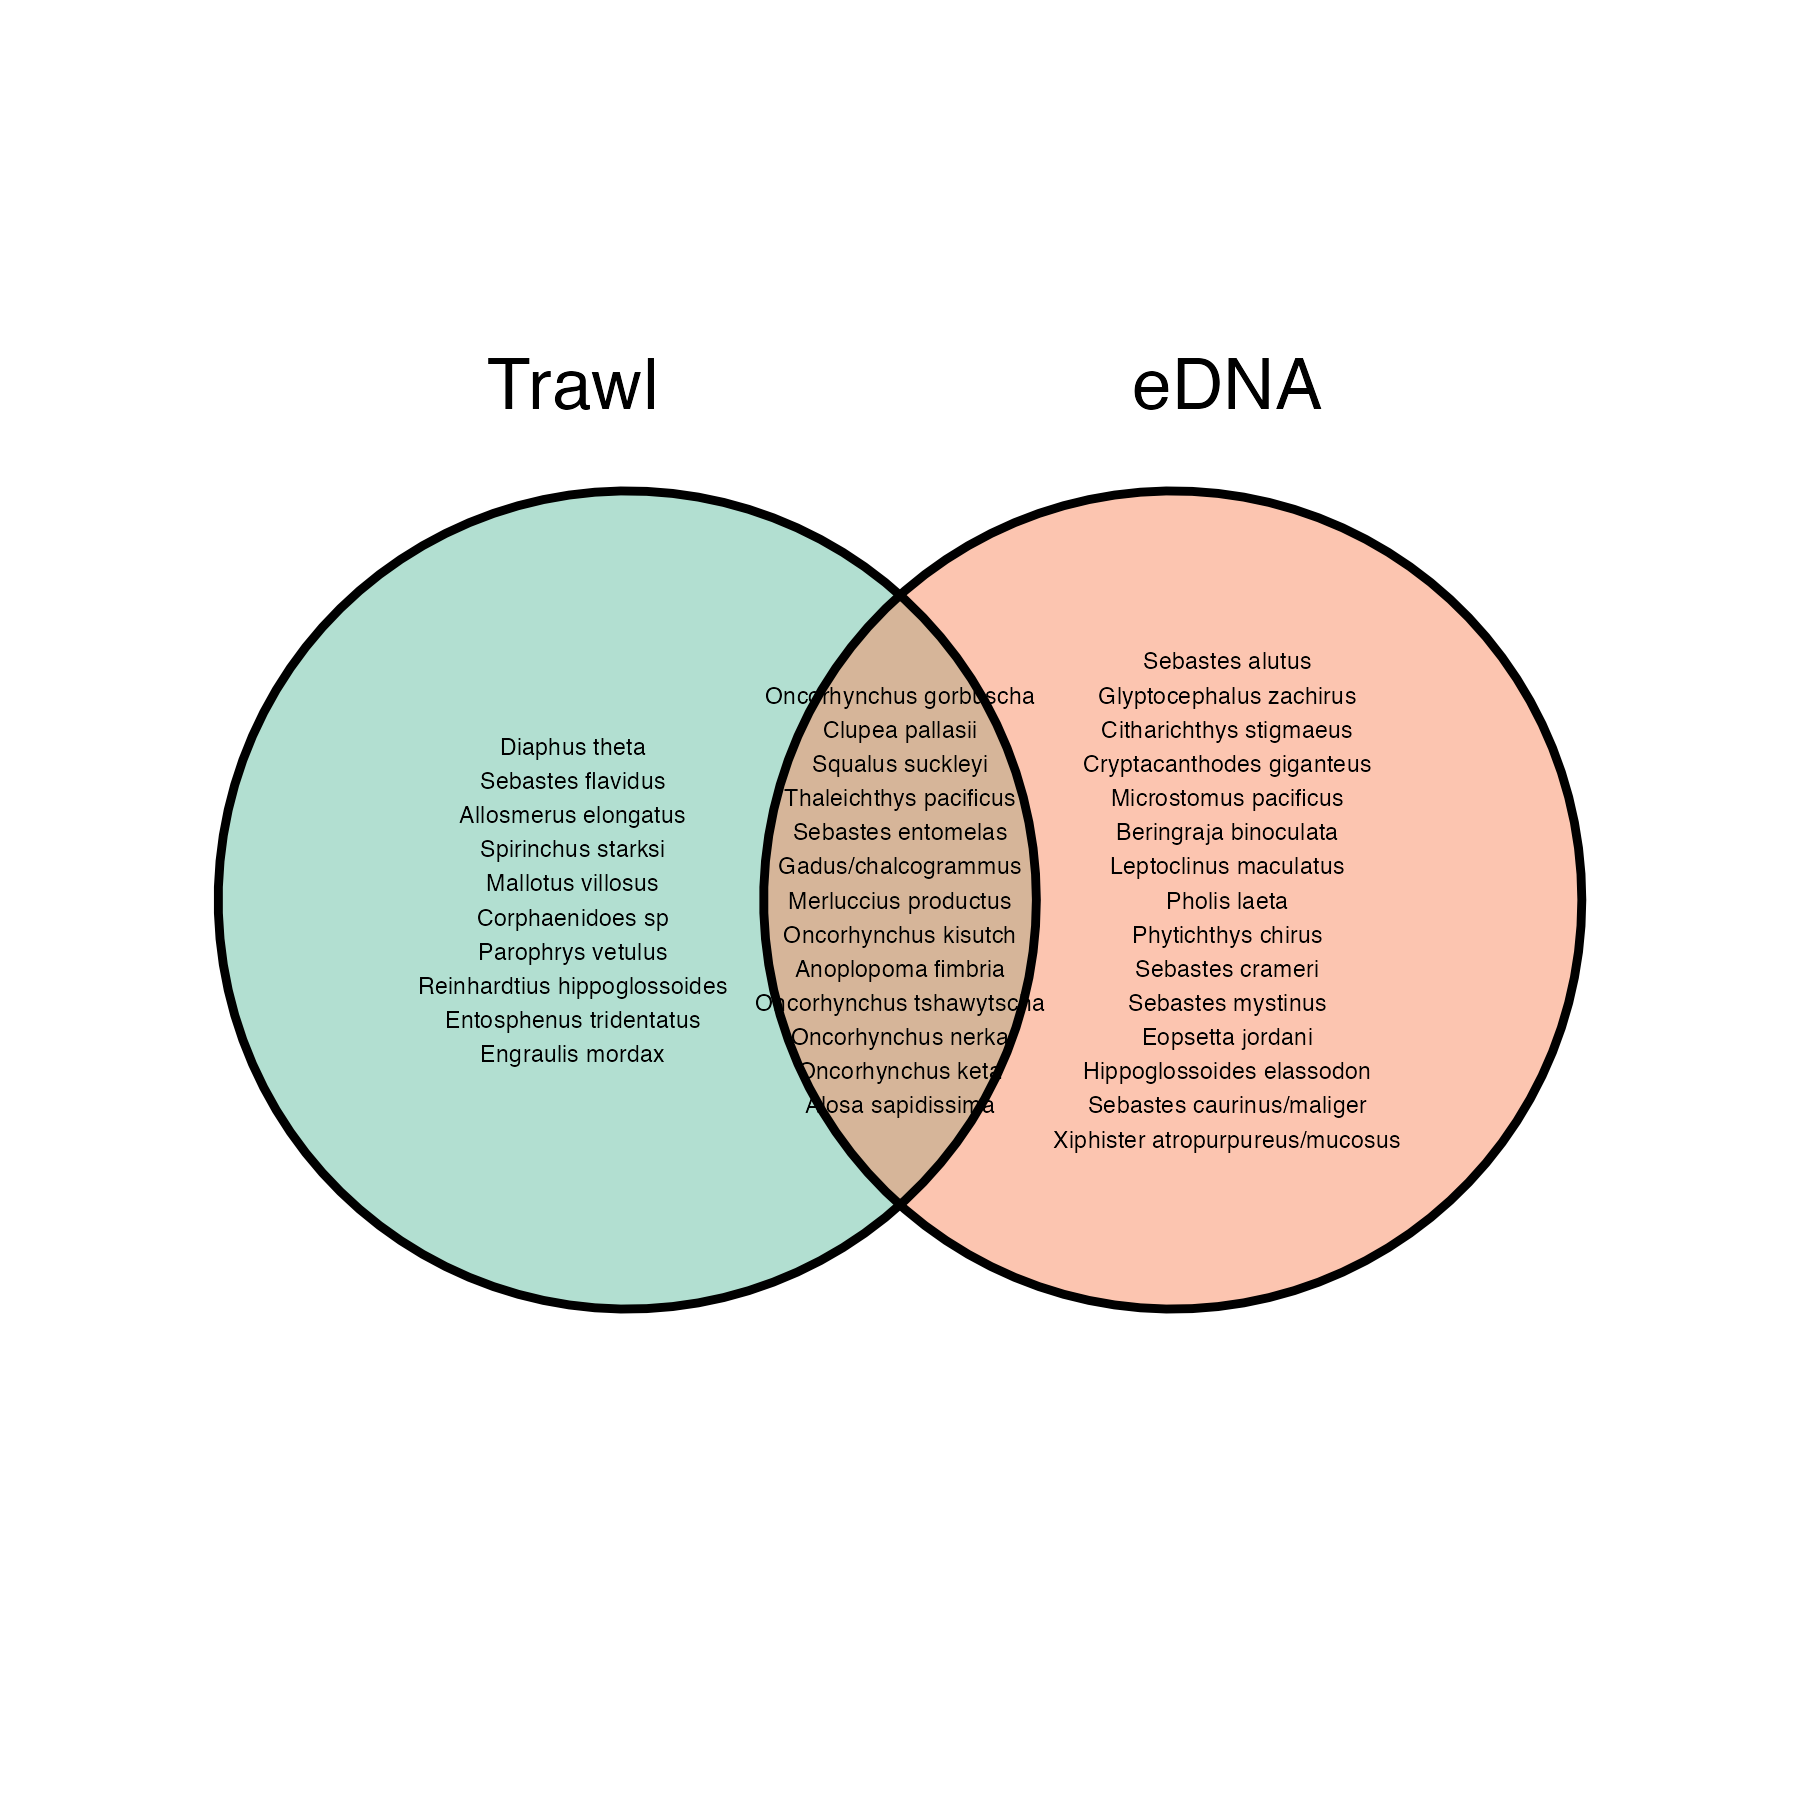 Trawl
eDNA
Diaphus theta
Sebastes flavidus
Allosmerus elongatus
Spirinchus starksi
Mallotus villosus
Corphaenidoes sp
Parophrys vetulus
Reinhardtius hippoglossoides
Entosphenus tridentatus
Engraulis mordax
Oncorhynchus gorbuscha
Clupea pallasii
Squalus suckleyi
Thaleichthys pacificus
Sebastes entomelas
Gadus/chalcogrammus
Merluccius productus
Oncorhynchus kisutch
Anoplopoma fimbria
Oncorhynchus tshawytscha
Oncorhynchus nerka
Oncorhynchus keta
Alosa sapidissima
Sebastes alutus
Glyptocephalus zachirus
Citharichthys stigmaeus
Cryptacanthodes giganteus
Microstomus pacificus
Beringraja binoculata
Leptoclinus maculatus
Pholis laeta
Phytichthys chirus
Sebastes crameri
Sebastes mystinus
Eopsetta jordani
Hippoglossoides elassodon
Sebastes caurinus/maliger
Xiphister atropurpureus/mucosus